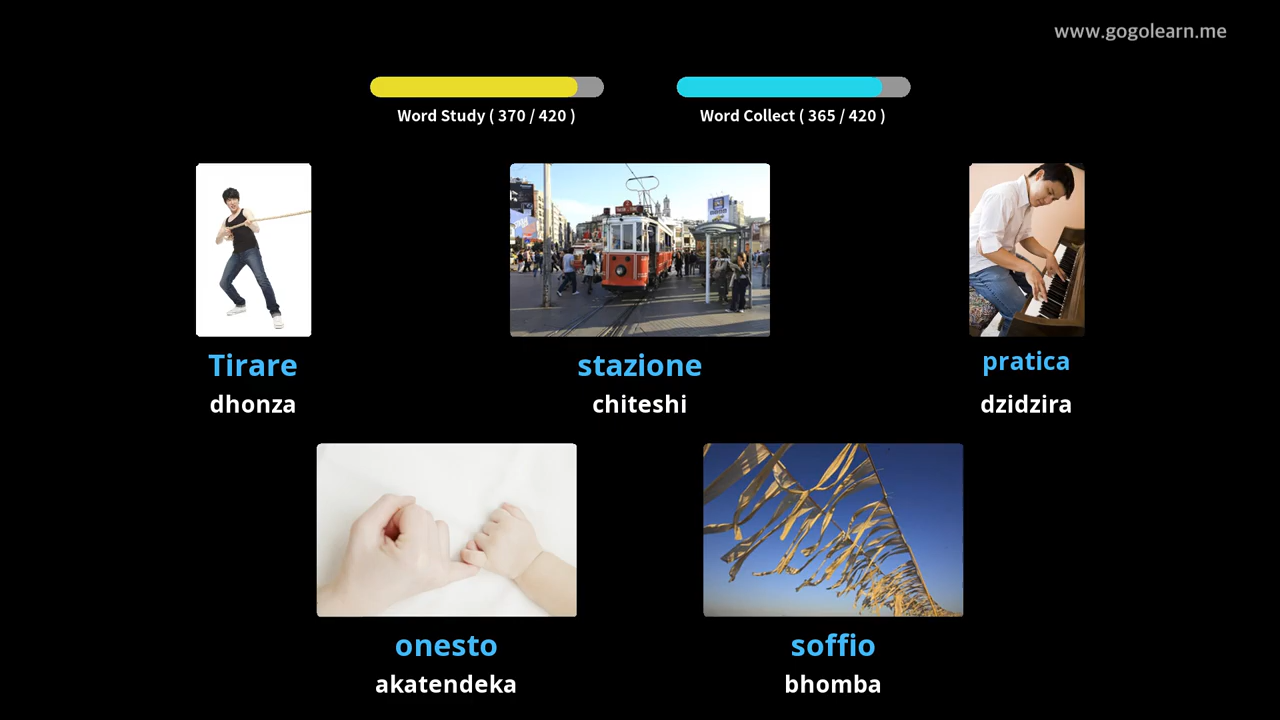 www.gogolearn.me
Word Study ( 370 / 420 )
Word Collect ( 365 / 420 )
Tirare
dhonza
stazione
chiteshi
pratica
dzidzira
onesto
akatendeka
soffio
bhomba